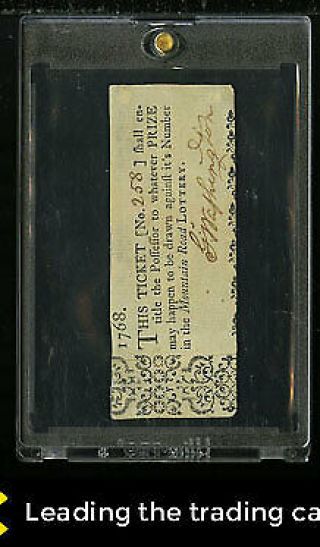 1768.
THIS TICKET [No. 258] ſhall en-
title the Poſſeſſor to whatever PRIZE
may happen to be drawn againſt it's Number
in the Mountain Road LOTTERY.
GWashington
Leading the trading ca